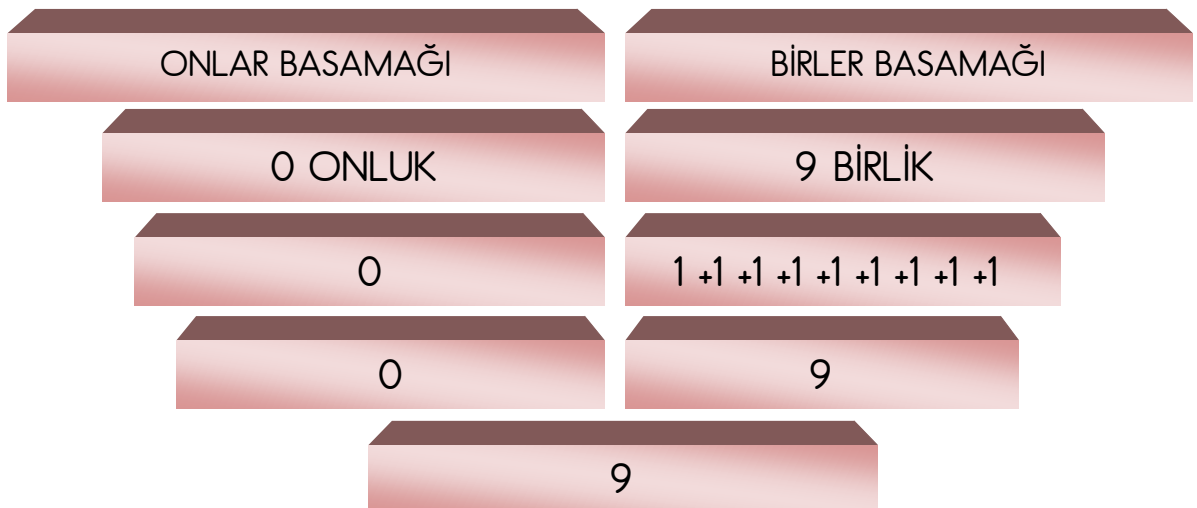 ONLAR BASAMAĞI BİRLER BASAMAĞI
0 ONLUK 9 BİRLİK
0 1 +1 +1 +1 +1 +1 +1 +1 +1
0 9
9